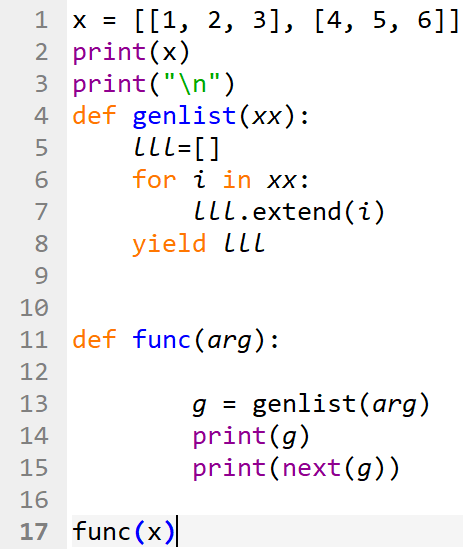 1 x = [[1, 2, 3], [4, 5, 6]]
2 print(x)
3 print("\n")
4 def genlist(xx):
5     lll=[]
6     for i in xx:
7         lll.extend(i)
8     yield lll
9
10
11 def func(arg):
12
13         g = genlist(arg)
14         print(g)
15         print(next(g))
16
17 func(x)